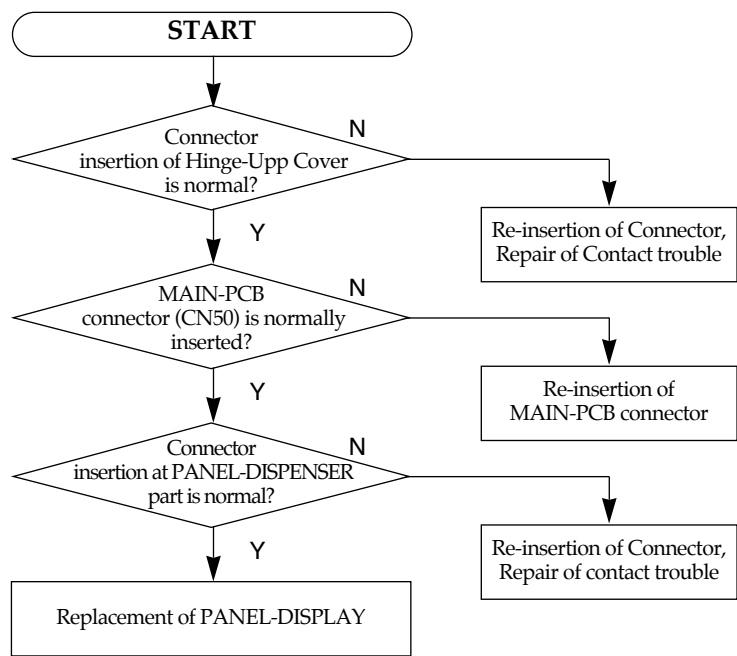 START
Connector
insertion of Hinge-Upp Cover
is normal?
N
Re-insertion of Connector,
Repair of Contact trouble
Y
MAIN-PCB
connector (CN50) is normally
inserted?
N
Re-insertion of
MAIN-PCB connector
Y
Connector
insertion at PANEL-DISPENSER
part is normal?
N
Re-insertion of Connector,
Repair of contact trouble
Y
Replacement of PANEL-DISPLAY